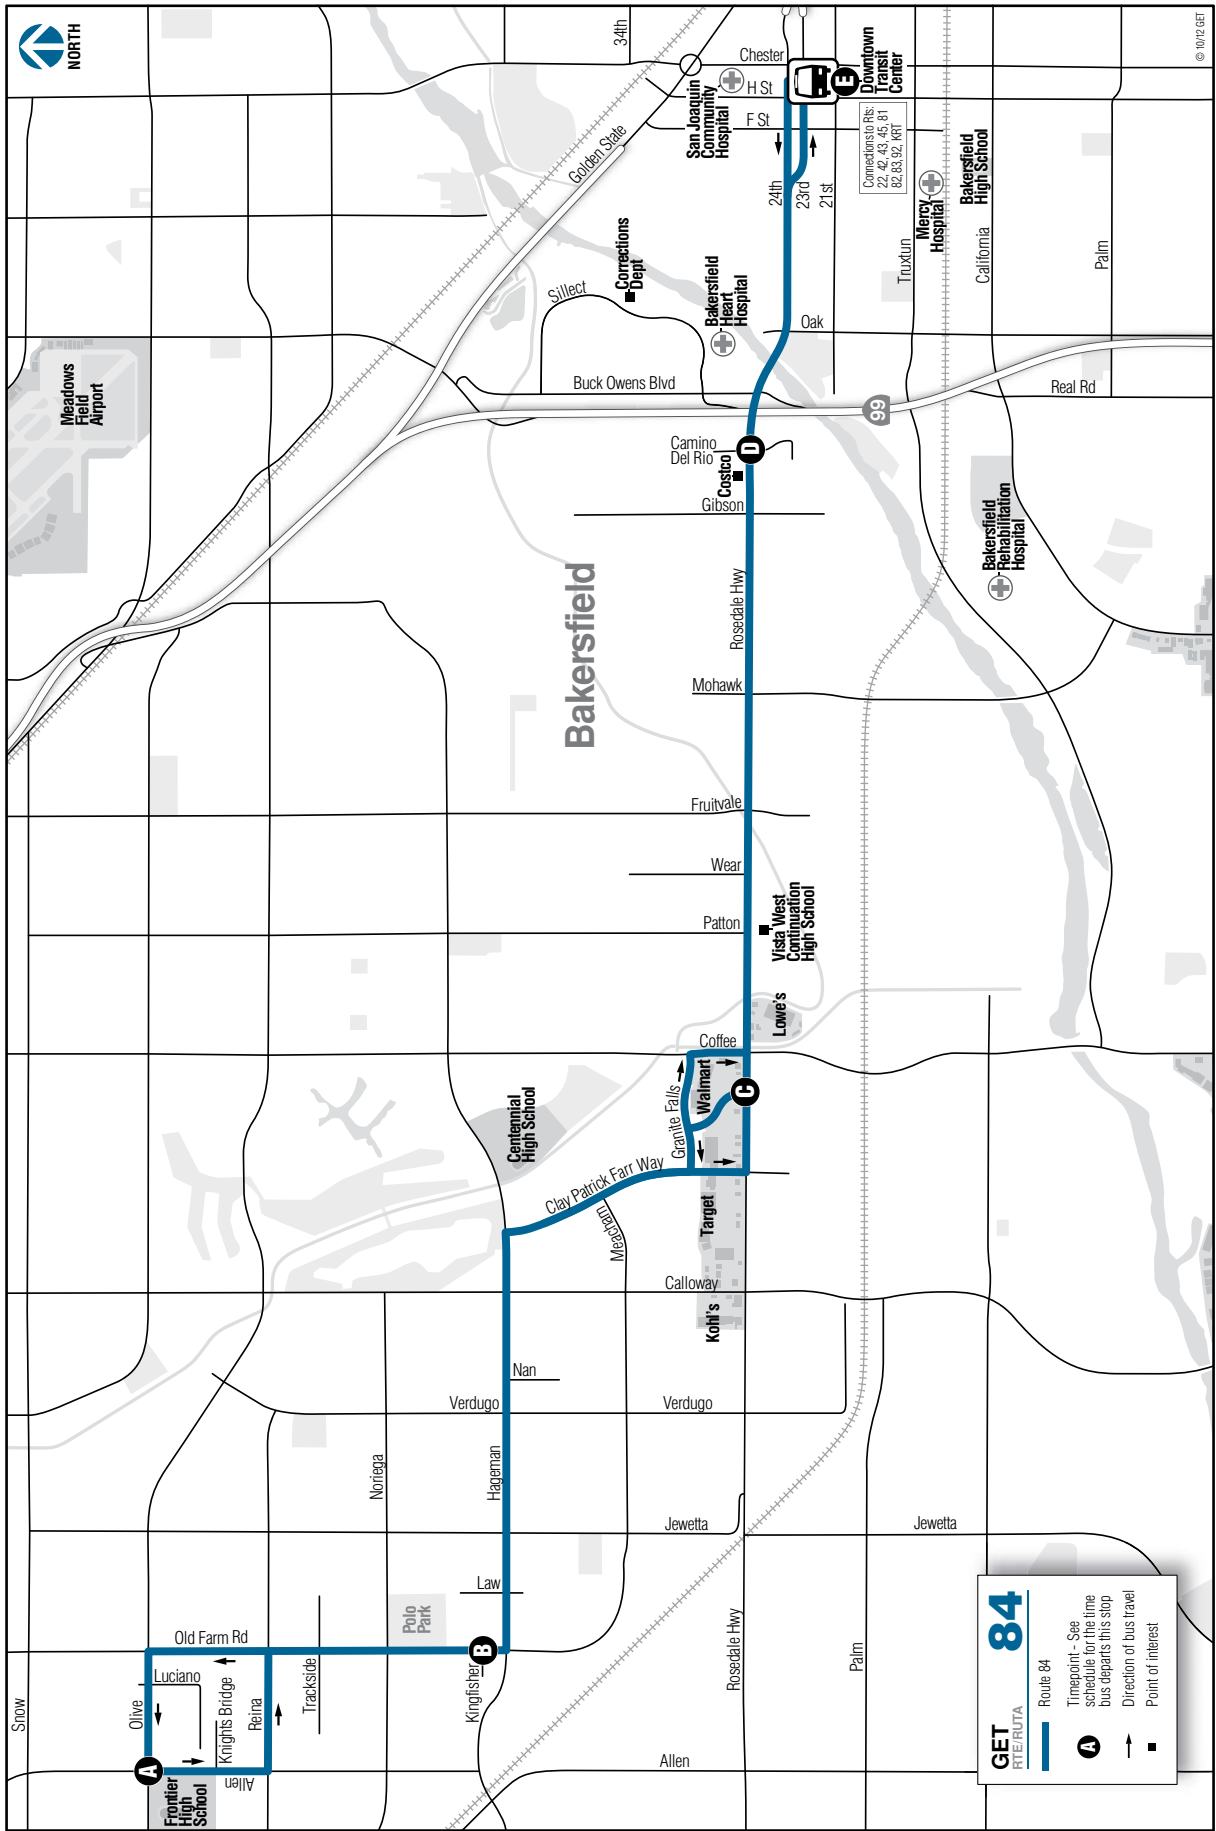 NORTH
© 10/12 GET
34th
Chester
H St
F St
San Joaquin
Community
Hospital
Downtown
Transit
Center
E
Connections to Rts:
22, 42, 43, 45, 81
82, 83, 92, KRT
Golden State
24th
23rd
21st
Truxtun
Mercy
Hospital
Bakersfield
High School
California
Palm
Sillect
Corrections
Dept
Bakersfield
Heart
Hospital
Oak
Meadows
Field
Airport
Buck Owens Blvd
99
Real Rd
Camino
Del Rio
D
Costco
Gibson
Bakersfield
Rehabilitation
Hospital
Bakersfield
Rosedale Hwy
Mohawk
Fruitvale
Wear
Patton
Vista West
Continuation
High School
Lowe's
Coffee
Walmart
C
Granite Falls
Centennial
High School
Clay Patrick Farr Way
Meacham
Target
Calloway
Kohl's
Nan
Verdugo
Verdugo
Hageman
Noriega
Jewetta
Jewetta
Law
Polo
Park
Old Farm Rd
B
Kingfisher
Rosedale Hwy
Palm
Snow
Olive
Luciano
Knights Bridge
Reina
Trackside
A
Allen
Allen
Frontier
High
School
GET
RTE/RUTA
84
Route 84
A
Timepoint - See
schedule for the time
bus departs this stop
Direction of bus travel
Point of interest